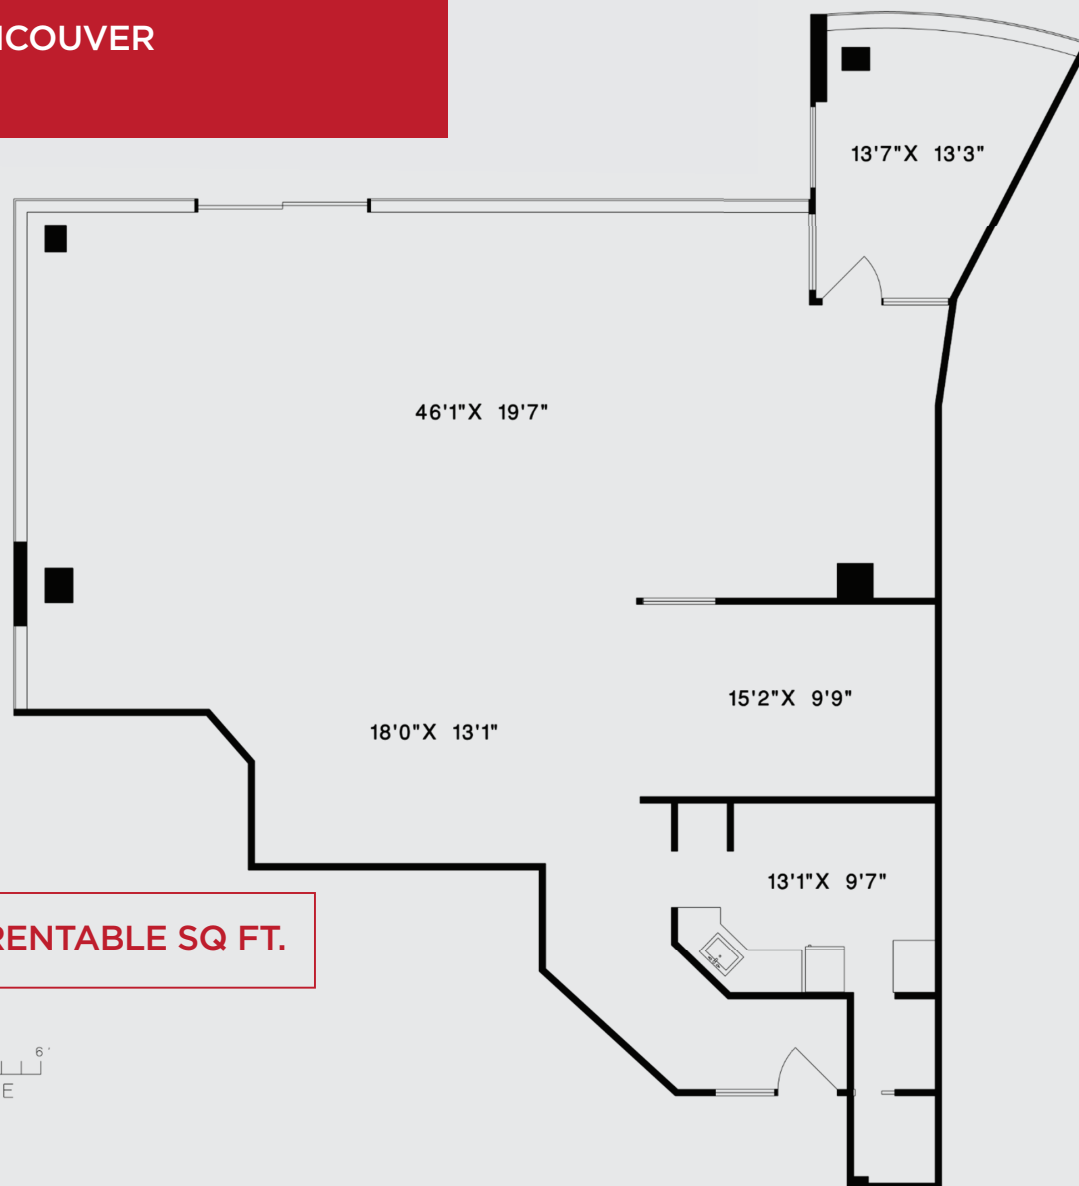 NCOUVER
13'7"X 13'3"
46'1"X 19'7"
15'2"X 9'9"
18'0"X 13'1"
13'1"X 9'7"
RENTABLE SQ FT.
6'
E